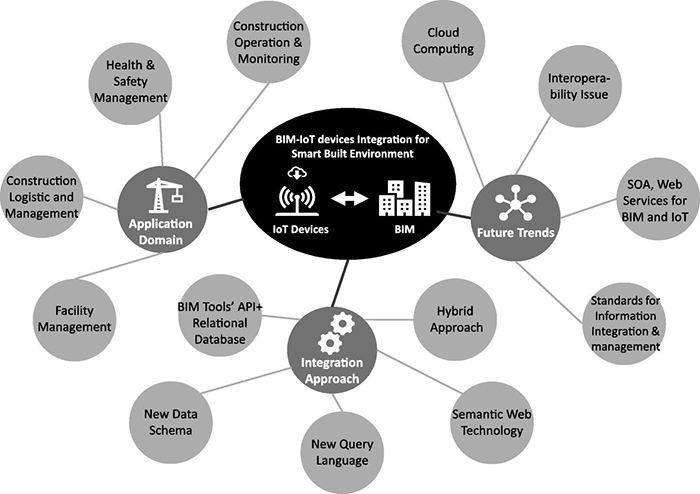 Construction
Operation &
Monitoring
Cloud
Computing
Health &
Safety
Management
Interopera-
bility Issue
BIM-IoT devices Integration for
Smart Built Environment
IoT Devices
BIM
Construction
Logistic and
Management
Application
Domain
Future Trends
SOA, Web
Services for
BIM and IoT
Facility
Management
BIM Tools' API+
Relational
Database
Hybrid
Approach
Standards for
Information
Integration &
management
Integration
Approach
New Data
Schema
New Query
Language
Semantic Web
Technology